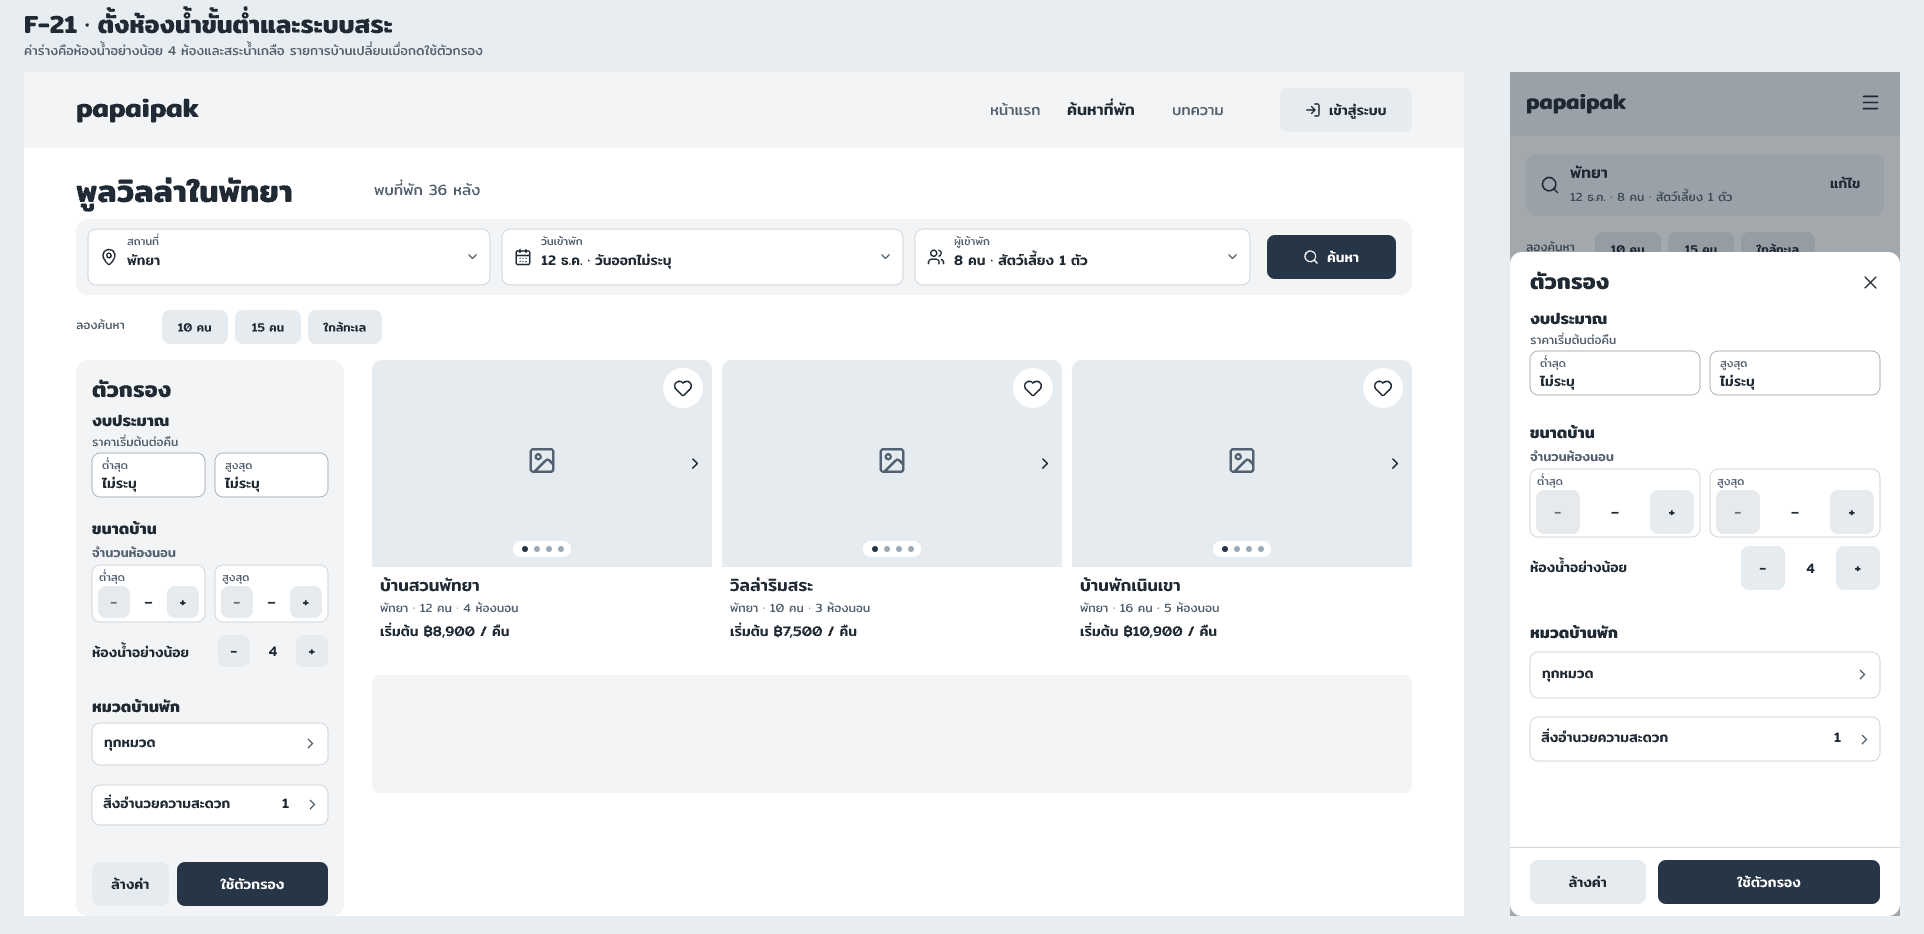 F-21 · ตั้งห้องน้ำขั้นต่ำและระบบสระ
ค่าร่างคือห้องน้ำอย่างน้อย 4 ห้องและสระน้ำเกลือ รายการบ้านเปลี่ยนเมื่อกดใช้ตัวกรอง
papaipak
หน้าแรก ค้นหาที่พัก บทความ เข้าสู่ระบบ
พูลวิลล่าในพัทยา พบที่พัก 36 หลัง
สถานที่
พัทยา
วันเข้าพัก
12 ธ.ค. · วันออกไม่ระบุ
ผู้เข้าพัก
8 คน · สัตว์เลี้ยง 1 ตัว
ค้นหา
ลองค้นหา 10 คน 15 คน ใกล้ทะเล
ตัวกรอง
งบประมาณ
ราคาเริ่มต้นต่อคืน
ต่ำสุด
ไม่ระบุ
สูงสุด
ไม่ระบุ
ขนาดบ้าน
จำนวนห้องนอน
ต่ำสุด
- – +
สูงสุด
- – +
ห้องน้ำอย่างน้อย - 4 +
หมวดบ้านพัก
ทุกหมวด
สิ่งอำนวยความสะดวก 1
ล้างค่า ใช้ตัวกรอง
บ้านสวนพัทยา
พัทยา · 12 คน · 4 ห้องนอน
เริ่มต้น ฿8,900 / คืน
วิลล่าริมสระ
พัทยา · 10 คน · 3 ห้องนอน
เริ่มต้น ฿7,500 / คืน
บ้านพักเนินเขา
พัทยา · 16 คน · 5 ห้องนอน
เริ่มต้น ฿10,900 / คืน
papaipak
พัทยา
12 ธ.ค. · 8 คน · สัตว์เลี้ยง 1 ตัว
แก้ไข
ลองค้นหา 10 คน 15 คน ใกล้ทะเล
ตัวกรอง
งบประมาณ
ราคาเริ่มต้นต่อคืน
ต่ำสุด
ไม่ระบุ
สูงสุด
ไม่ระบุ
ขนาดบ้าน
จำนวนห้องนอน
ต่ำสุด
- – +
สูงสุด
- – +
ห้องน้ำอย่างน้อย - 4 +
หมวดบ้านพัก
ทุกหมวด
สิ่งอำนวยความสะดวก 1
ล้างค่า ใช้ตัวกรอง